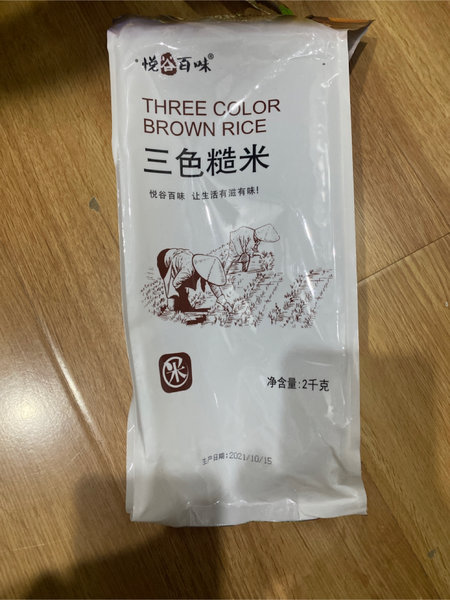 悦谷百味®
THREE COLOR
BROWN RICE
三色糙米
悦谷百味 让生活有滋有味!
米
净含量:2千克
生产日期:2021/10/15